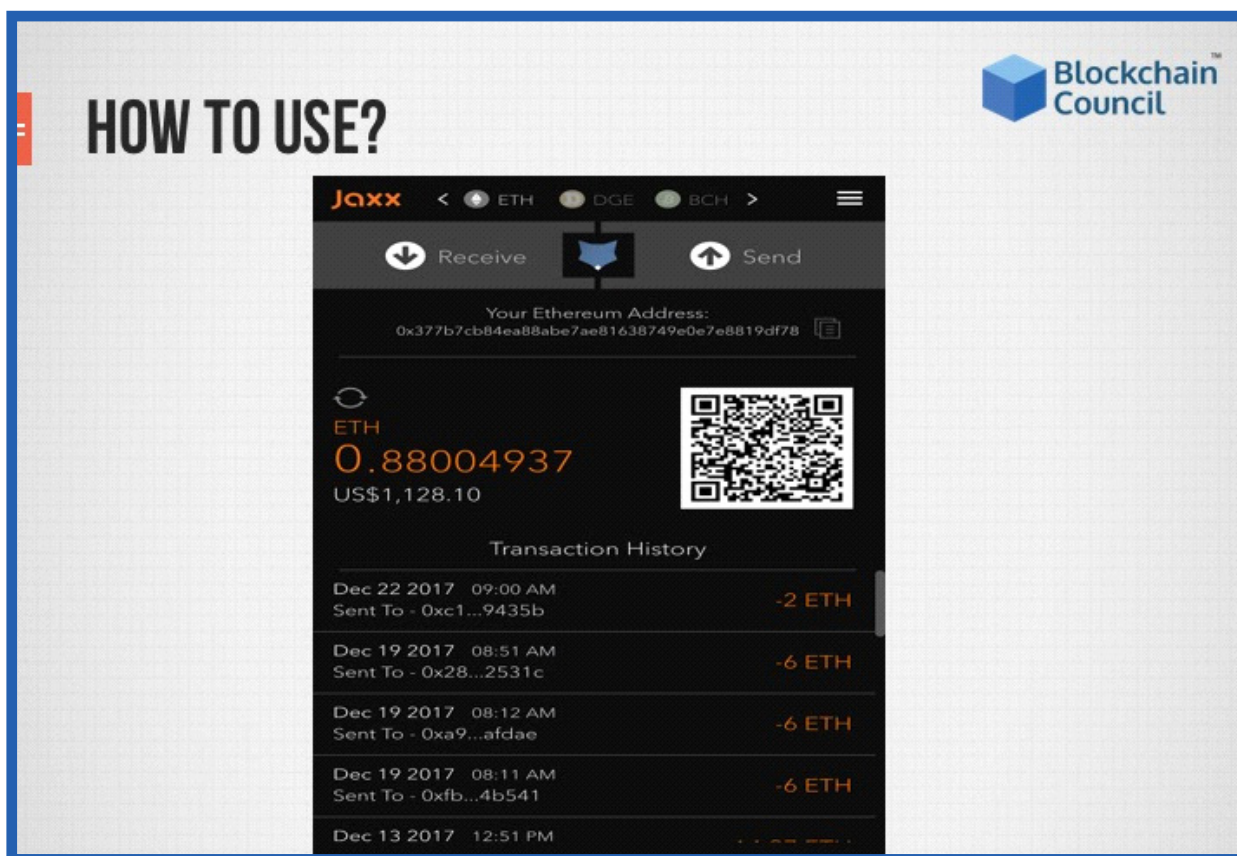 Blockchain™
Council
HOW TO USE?
Jaxx < ETH DGE BCH >
Receive Send
Your Ethereum Address:
0x377b7cb84ea88abe7ae81638749e0e7e8819df78
ETH
0.88004937
US$1,128.10
Transaction History
Dec 22 2017 09:00 AM
Sent To - 0xc1...9435b -2 ETH
Dec 19 2017 08:51 AM
Sent To - 0x28...2531c -6 ETH
Dec 19 2017 08:12 AM
Sent To - 0xa9...afdae -6 ETH
Dec 19 2017 08:11 AM
Sent To - 0xfb...4b541 -6 ETH
Dec 13 2017 12:51 PM